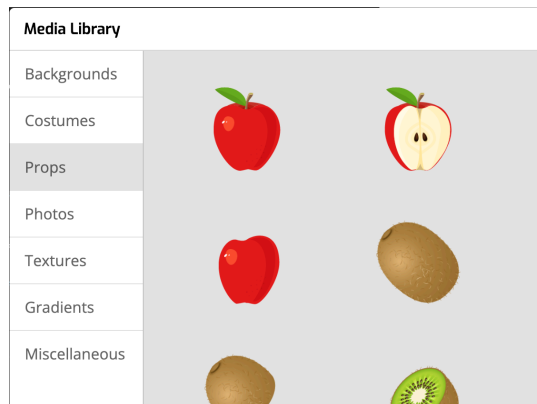 Media Library
Backgrounds
Costumes
Props
Photos
Textures
Gradients
Miscellaneous